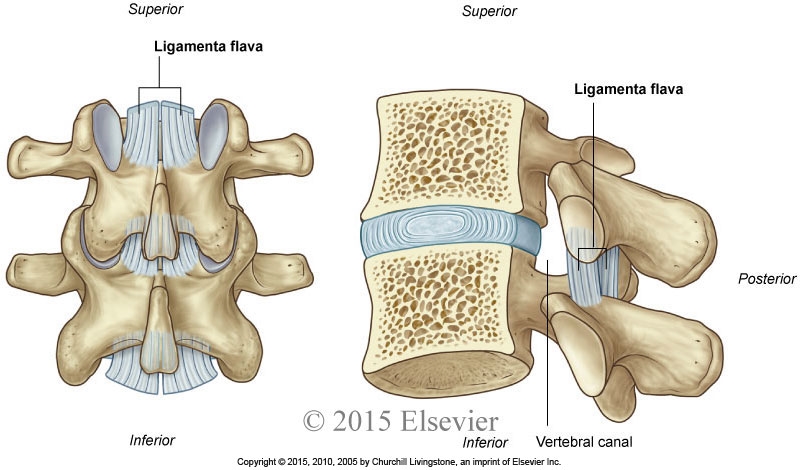 Superior
Superior
Ligamenta flava
Ligamenta flava
Posterior
© 2015 Elsevier
Inferior
Inferior
Vertebral canal
Copyright © 2015, 2010, 2005 by Churchill Livingstone, an imprint of Elsevier Inc.